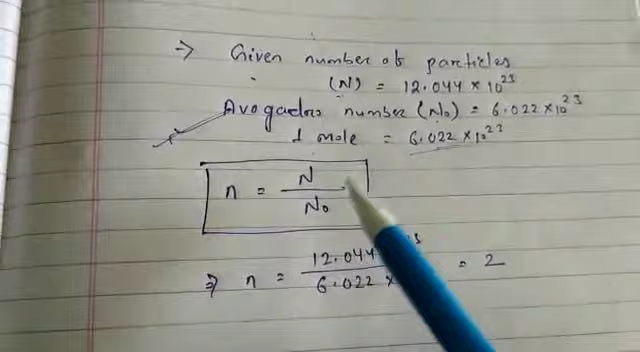 → Given number of particles
(N) = 12.044 × 10²³
Avogadro number (N₀) = 6.022 × 10²³
1 mole = 6.022 × 10²³
n = N / N₀
⇒ n = 12.044 / 6.022 × = 2